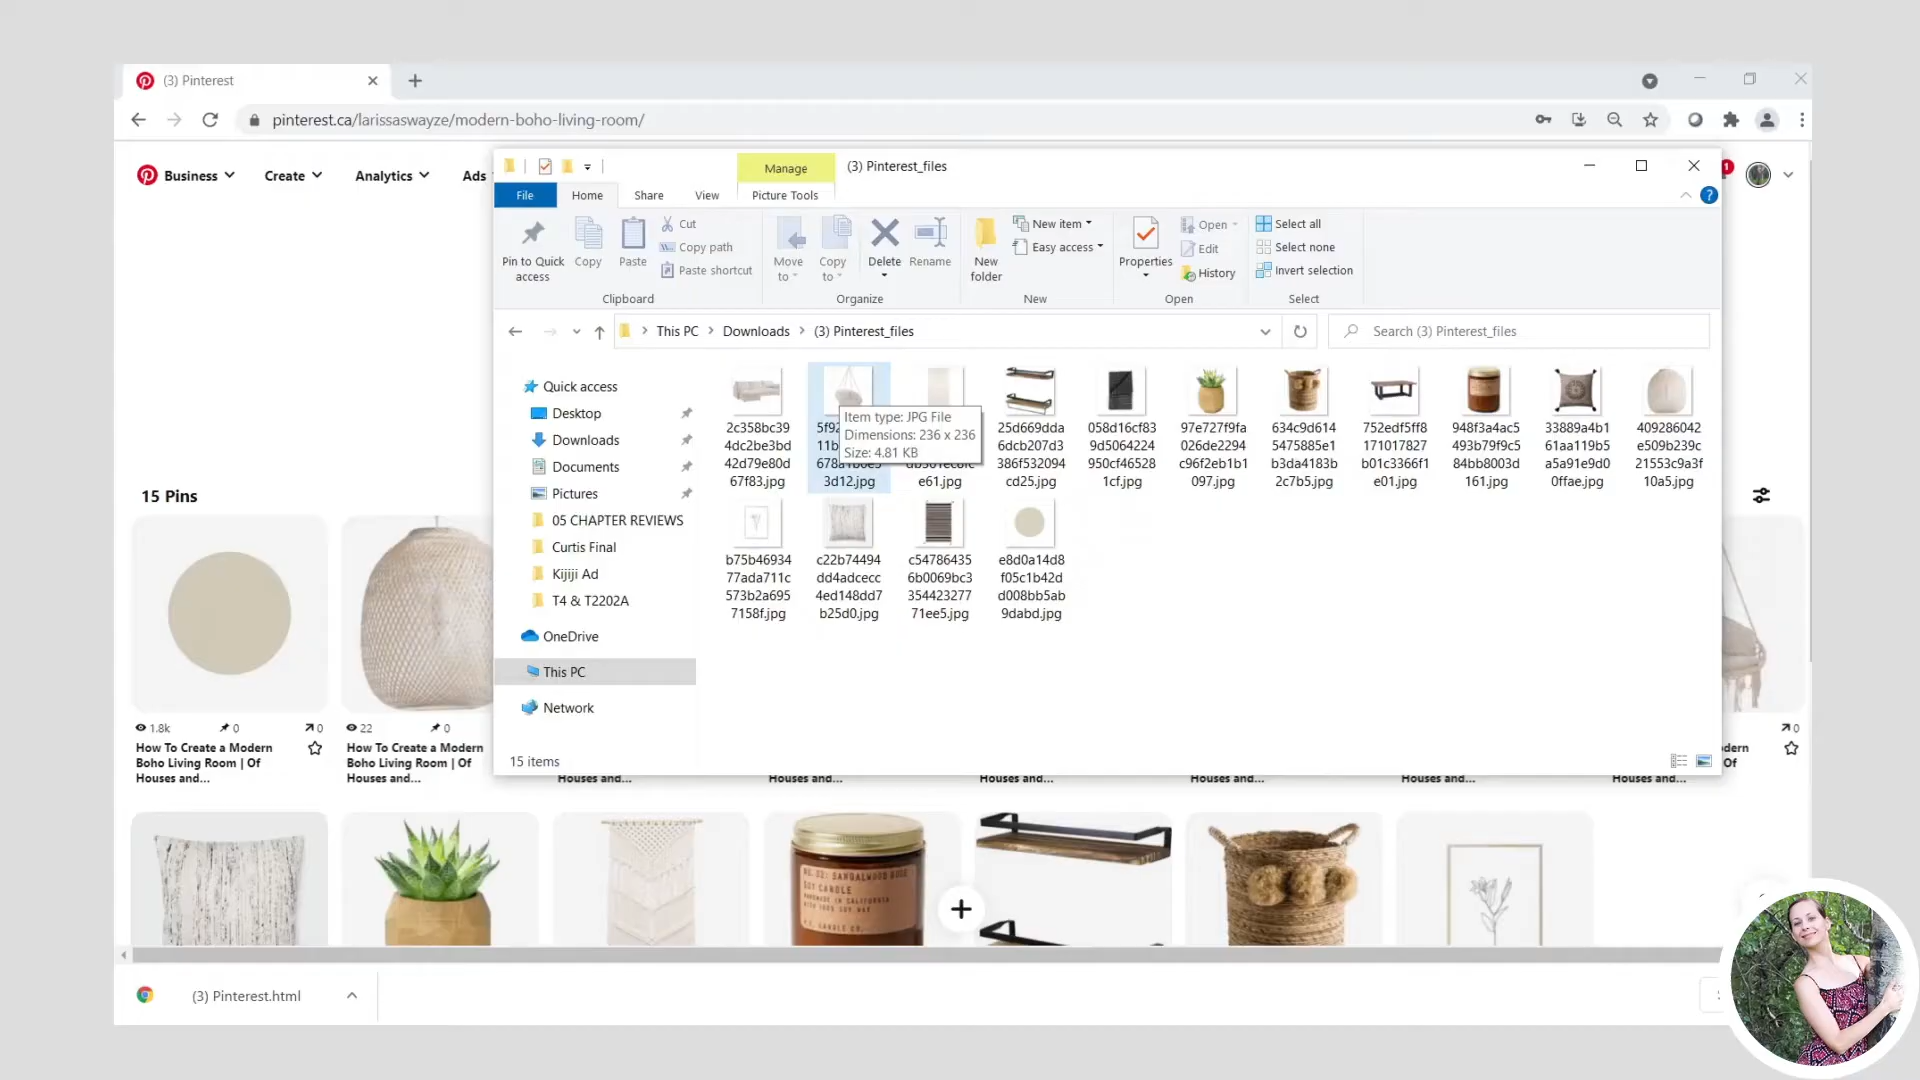 (3) Pinterest
pinterest.ca/larissaswayze/modern-boho-living-room/
Business
Create
Analytics
Ads
1
Manage
(3) Pinterest_files
File
Home
Share
View
Picture Tools
Pin to Quick
access
Copy
Paste
Cut
Copy path
Paste shortcut
Clipboard
Move
to
Copy
to
Delete
Rename
Organize
New
folder
New item
Easy access
New
Properties
Open
Edit
History
Open
Select all
Select none
Invert selection
Select
This PC
Downloads
(3) Pinterest_files
Search (3) Pinterest_files
Quick access
Desktop
Downloads
Documents
Pictures
05 CHAPTER REVIEWS
Curtis Final
Kijiji Ad
T4 & T2202A
OneDrive
This PC
Network
2c358bc39
4dc2be3bd
42d79e80d
67f83.jpg
3d12.jpg
Item type: JPG File
Dimensions: 236 x 236
Size: 4.81 KB
e61.jpg
25d669dda
6dcb207d3
386f532094
cd25.jpg
058d16cf83
9d5064224
950cf46528
1cf.jpg
97e727f9fa
026de2294
c96f2eb1b1
097.jpg
634c9d614
5475885e1
b3da4183b
2c7b5.jpg
752edf5ff8
171017827
b01c3366f1
e01.jpg
948f3a4ac5
493b79f9c5
84bb8003d
161.jpg
33889a4b1
61aa119b5
a5a91e9d0
0ffae.jpg
409286042
e509b239c
21553c9a3f
10a5.jpg
b75b46934
77ada711c
573b2a695
7158f.jpg
c22b74494
dd4adcecc
4ed148dd7
b25d0.jpg
c54786435
6b0069bc3
354423277
71ee5.jpg
e8d0a14d8
f05c1b42d
d008bb5ab
9dabd.jpg
15 items
15 Pins
1.8k
0
0
How To Create a Modern
Boho Living Room | Of
Houses and...
22
0
How To Create a Modern
Boho Living Room | Of
Houses and...
Houses and...
Houses and...
Houses and...
Houses and...
Houses and...
0
dern
Of
Houses and...
NO. 02: SANGALWOOD ROSE
SOY CANDLE
(3) Pinterest.html